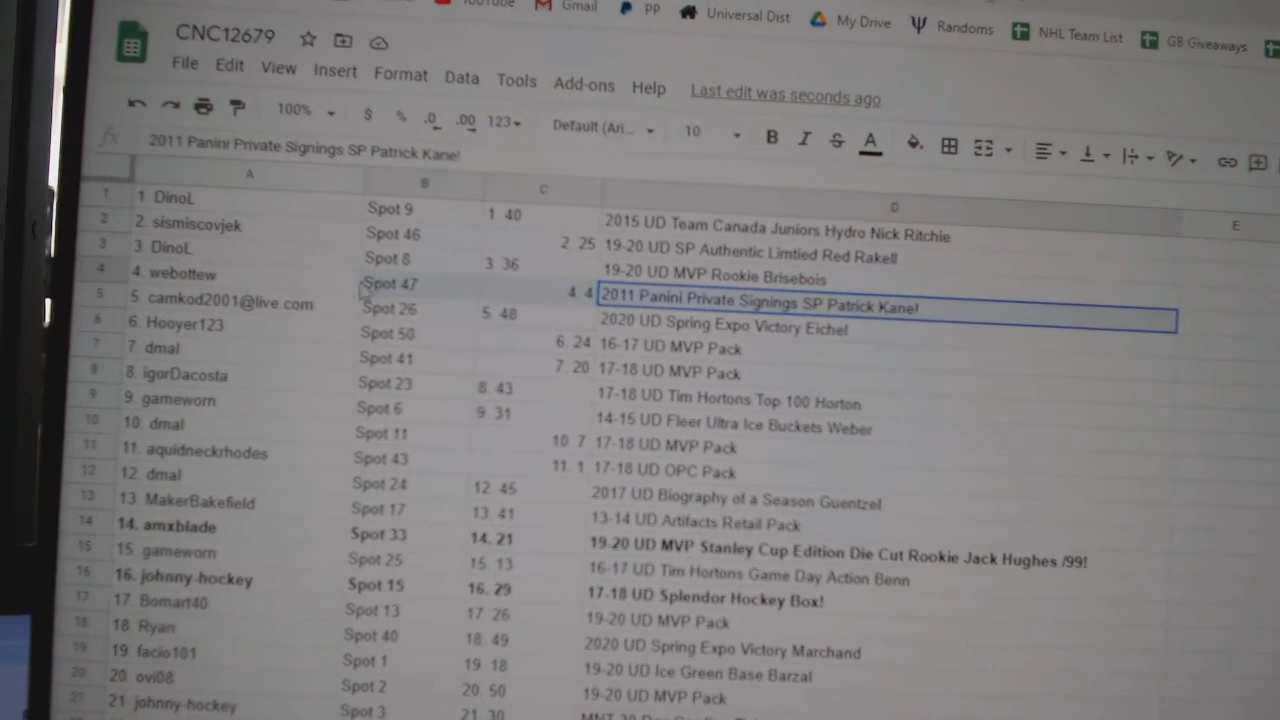 YouTube Gmail PP Universal Dist My Drive Randoms NHL Team List GB Giveaways
CNC12679
File Edit View Insert Format Data Tools Add-ons Help Last edit was seconds ago
100% $ % .0 .00 123 Default (Ari... 10 B I S A
fx 2011 Panini Private Signings SP Patrick Kane!
A B C D E
1 1. DinoL Spot 9 1. 40 2015 UD Team Canada Juniors Hydro Nick Ritchie
2 2. sismiscovjek Spot 46 2. 25 19-20 UD SP Authentic Limtied Red Rakell
3 3. DinoL Spot 8 3. 36 19-20 UD MVP Rookie Brisebois
4 4. webottew Spot 47 4. 4 2011 Panini Private Signings SP Patrick Kane!
5 5. camkod2001@live.com Spot 26 5. 48 2020 UD Spring Expo Victory Eichel
6 6. Hooyer123 Spot 50 6. 24 16-17 UD MVP Pack
7 7. dmal Spot 41 7. 20 17-18 UD MVP Pack
8 8. igorDacosta Spot 23 8. 43 17-18 UD Tim Hortons Top 100 Horton
9 9. gameworn Spot 6 9. 31 14-15 UD Fleer Ultra Ice Buckets Weber
10 10. dmal Spot 11 10. 7 17-18 UD MVP Pack
11 11. aquidneckrhodes Spot 43 11. 1 17-18 UD OPC Pack
12 12. dmal Spot 24 12. 45 2017 UD Biography of a Season Guentzel
13 13. MakerBakefield Spot 17 13. 41 13-14 UD Artifacts Retail Pack
14 14. amxblade Spot 33 14. 21 19-20 UD MVP Stanley Cup Edition Die Cut Rookie Jack Hughes /99!
15 15. gameworn Spot 25 15. 13 16-17 UD Tim Hortons Game Day Action Benn
16 16. johnny-hockey Spot 15 16. 29 17-18 UD Splendor Hockey Box!
17 17. Bomart40 Spot 13 17. 26 19-20 UD MVP Pack
18 18. Ryan Spot 40 18. 49 2020 UD Spring Expo Victory Marchand
19 19. facio101 Spot 1 19. 18 19-20 UD Ice Green Base Barzal
20 20. ovi08 Spot 2 20. 50 19-20 UD MVP Pack
21 21. johnny-hockey Spot 3 21. 30